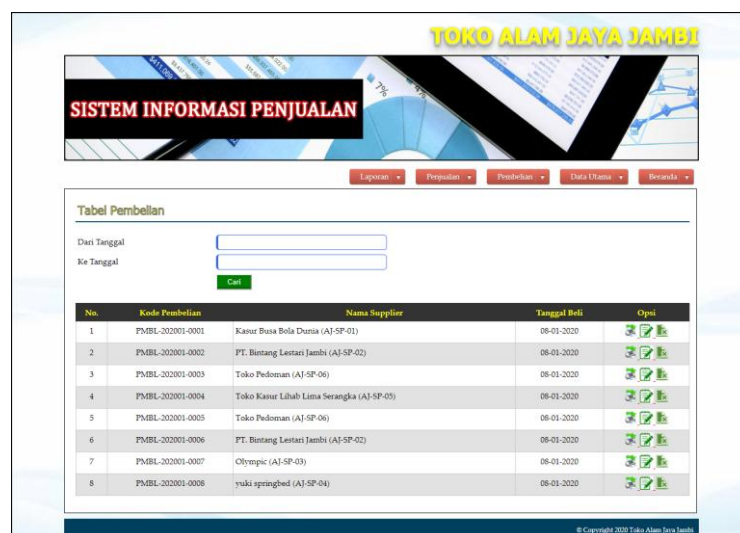 TOKO ALAM JAYA JAMBI
7%
SISTEM INFORMASI PENJUALAN
Laporan Penjualan Pembelian Data Utama Beranda
Tabel Pembelian
Dari Tanggal
Ke Tanggal
Cari
No. Kode Pembelian Nama Supplier Tanggal Beli Opsi
1 PMBL-202001-0001 Kasur Busa Bola Dunia (AJ-SP-01) 08-01-2020
2 PMBL-202001-0002 PT. Bintang Lestari Jambi (AJ-SP-02) 08-01-2020
3 PMBL-202001-0003 Toko Pedoman (AJ-SP-06) 08-01-2020
4 PMBL-202001-0004 Toko Kasur Lihab Lima Serangka (AJ-SP-05) 08-01-2020
5 PMBL-202001-0005 Toko Pedoman (AJ-SP-06) 08-01-2020
6 PMBL-202001-0006 PT. Bintang Lestari Jambi (AJ-SP-02) 08-01-2020
7 PMBL-202001-0007 Olympic (AJ-SP-03) 08-01-2020
8 PMBL-202001-0008 yuki springbed (AJ-SP-04) 08-01-2020
© Copyright 2020 Toko Alam Jaya Jambi